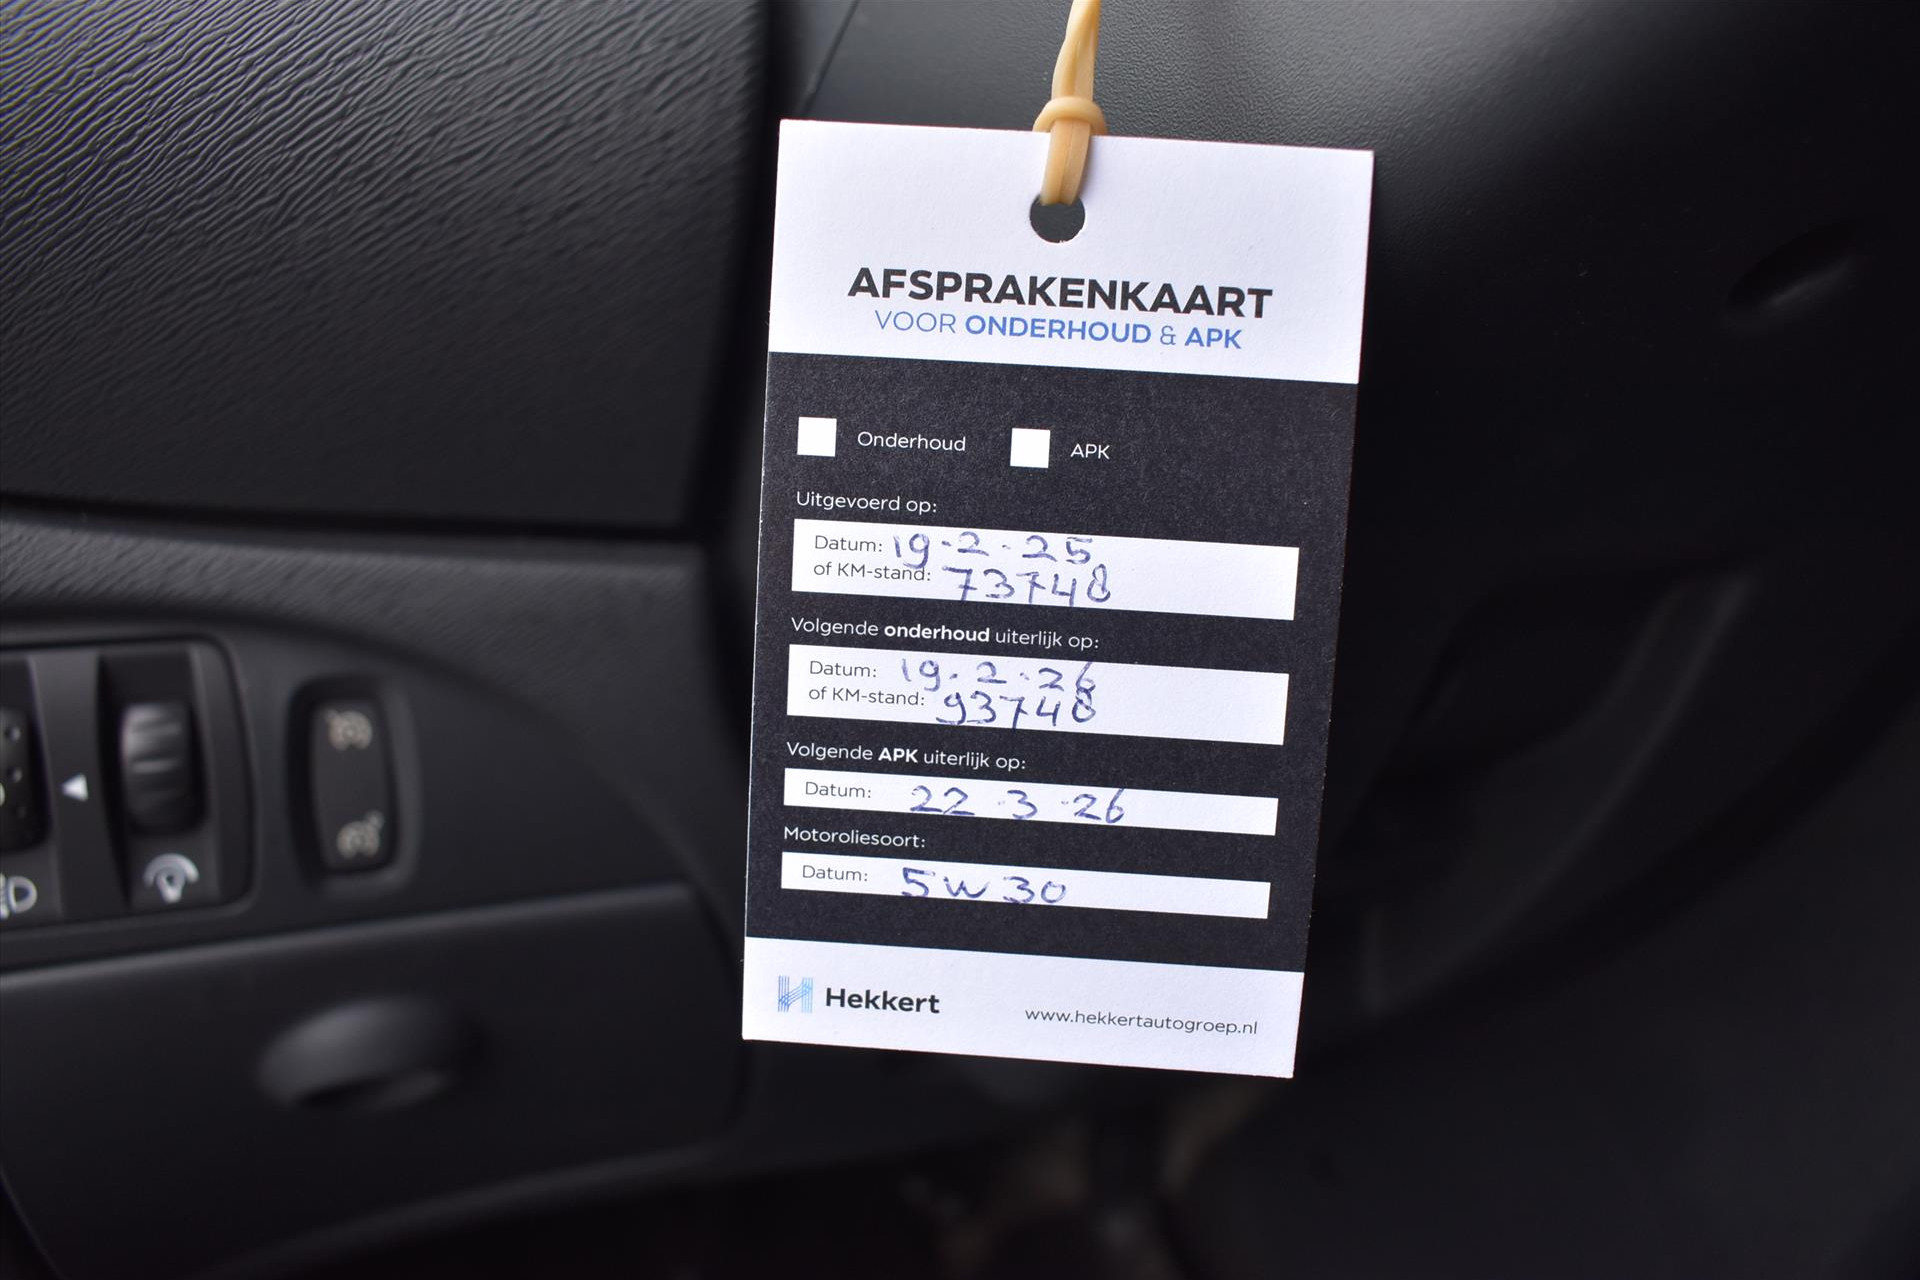 AFSPRAKENKAART
VOOR ONDERHOUD & APK
Onderhoud APK
Uitgevoerd op:
Datum: 19-2-25
of KM-stand: 73748
Volgende onderhoud uiterlijk op:
Datum: 19-2-26
of KM-stand: 93748
Volgende APK uiterlijk op:
Datum: 22-3-26
Motoroliesoort:
Datum: 5W30
Hekkert www.hekkertautogroep.nl